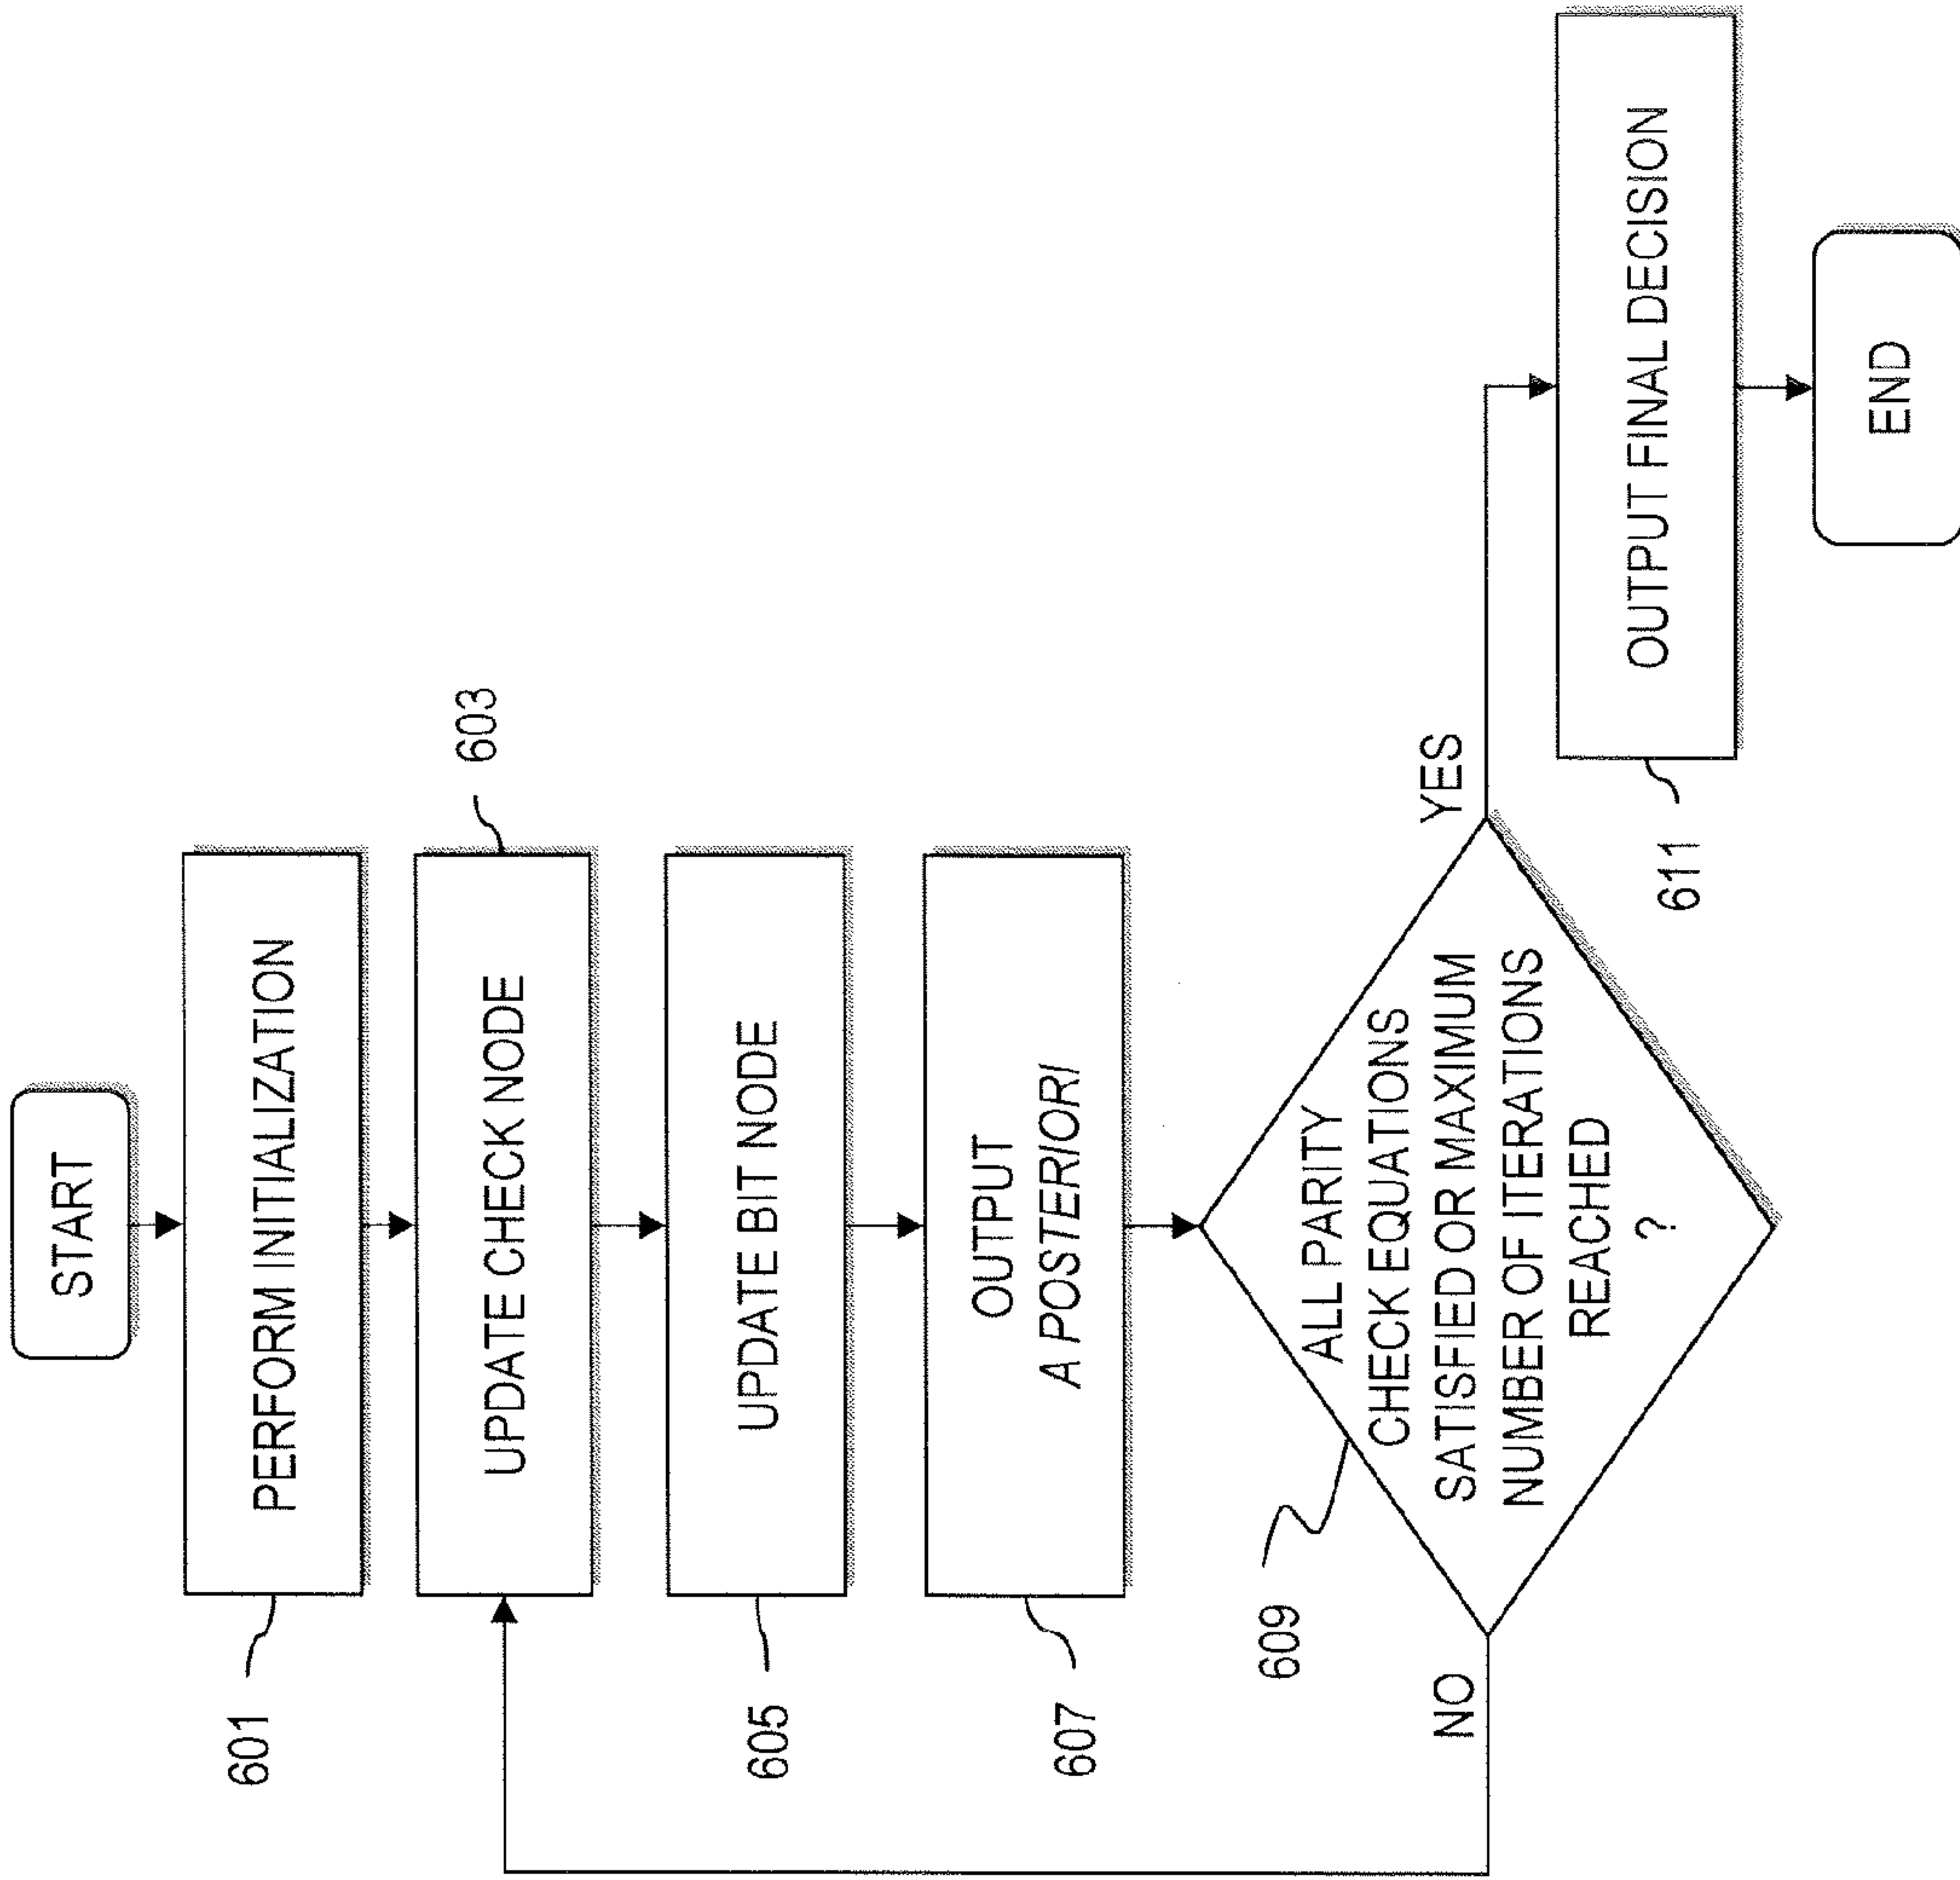 START
PERFORM INITIALIZATION
601
UPDATE CHECK NODE
603
UPDATE BIT NODE
605
OUTPUT
A POSTERIORI
607
ALL PARITY
CHECK EQUATIONS
SATISFIED OR MAXIMUM
NUMBER OF ITERATIONS
REACHED
?
609
NO
YES
OUTPUT FINAL DECISION
611
END